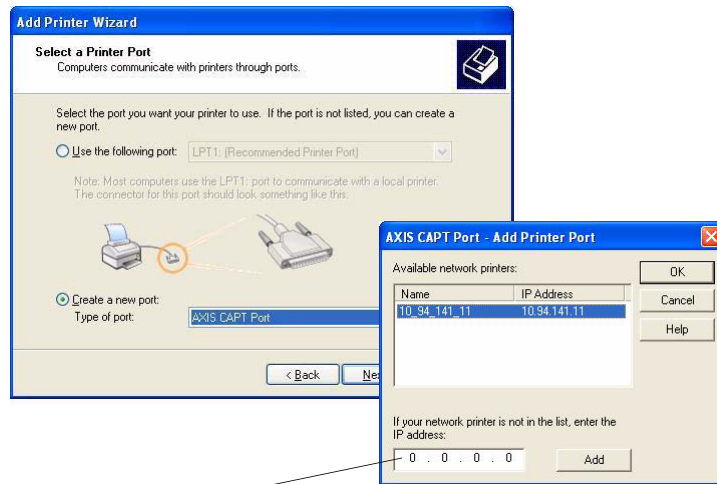 Add Printer Wizard
Select a Printer Port
Computers communicate with printers through ports.
Select the port you want your printer to use. If the port is not listed, you can create a
new port.
Use the following port: LPT1: (Recommended Printer Port)
Note: Most computers use the LPT1: port to communicate with a local printer.
The connector for this port should look something like this:
Create a new port:
Type of port: AXIS CAPT Port
< Back
AXIS CAPT Port - Add Printer Port
Available network printers:
OK
Name IP Address
Cancel
10_94_141_11 10.94.141.11
Help
If your network printer is not in the list, enter the
IP address:
0 . 0 . 0 . 0 Add